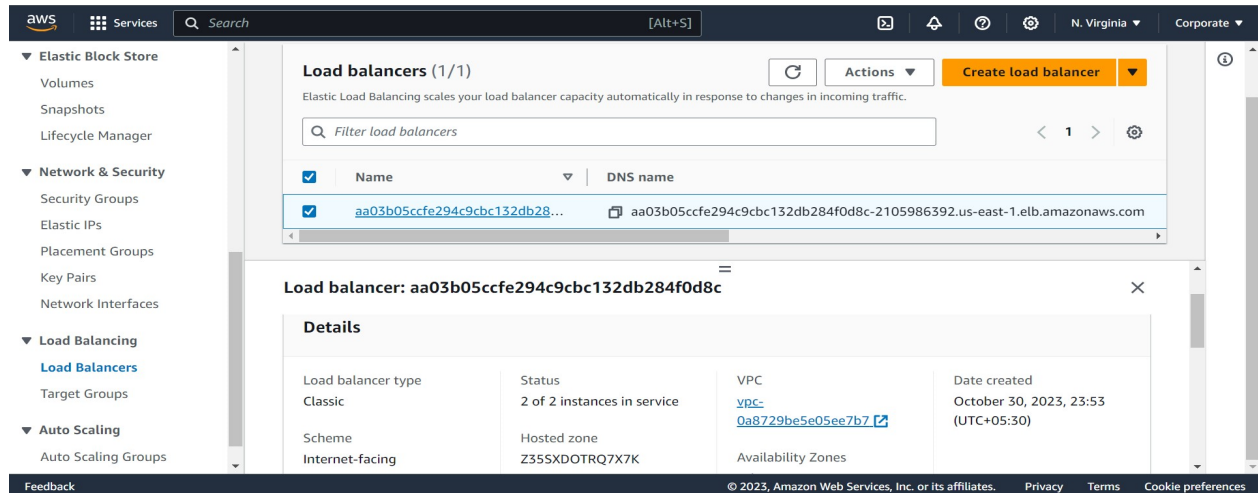 aws
Services
Search
[Alt+S]
N. Virginia
Corporate
Elastic Block Store
Volumes
Snapshots
Lifecycle Manager
Network & Security
Security Groups
Elastic IPs
Placement Groups
Key Pairs
Network Interfaces
Load Balancing
Load Balancers
Target Groups
Auto Scaling
Auto Scaling Groups
Load balancers (1/1)
Actions
Create load balancer
Elastic Load Balancing scales your load balancer capacity automatically in response to changes in incoming traffic.
Filter load balancers
1
Name
DNS name
aa03b05ccfe294c9cbc132db28...
aa03b05ccfe294c9cbc132db284f0d8c-2105986392.us-east-1.elb.amazonaws.com
Load balancer: aa03b05ccfe294c9cbc132db284f0d8c
Details
Load balancer type
Classic
Status
2 of 2 instances in service
VPC
vpc-
0a8729be5e05ee7b7
Date created
October 30, 2023, 23:53
(UTC+05:30)
Scheme
Internet-facing
Hosted zone
Z35SXDOTRQ7X7K
Availability Zones
Feedback
© 2023, Amazon Web Services, Inc. or its affiliates.
Privacy
Terms
Cookie preferences